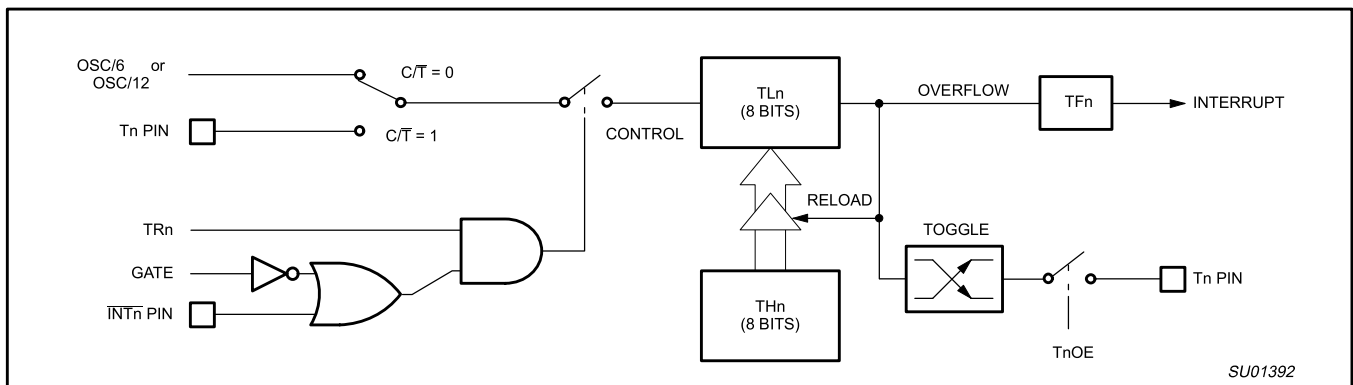 OSC/6 or
OSC/12
C/T̅ = 0
Tn PIN
C/T̅ = 1
CONTROL
TLn
(8 BITS)
OVERFLOW
TFn
INTERRUPT
RELOAD
TRn
GATE
I̅N̅T̅n̅ PIN
THn
(8 BITS)
TOGGLE
Tn PIN
TnOE
SU01392